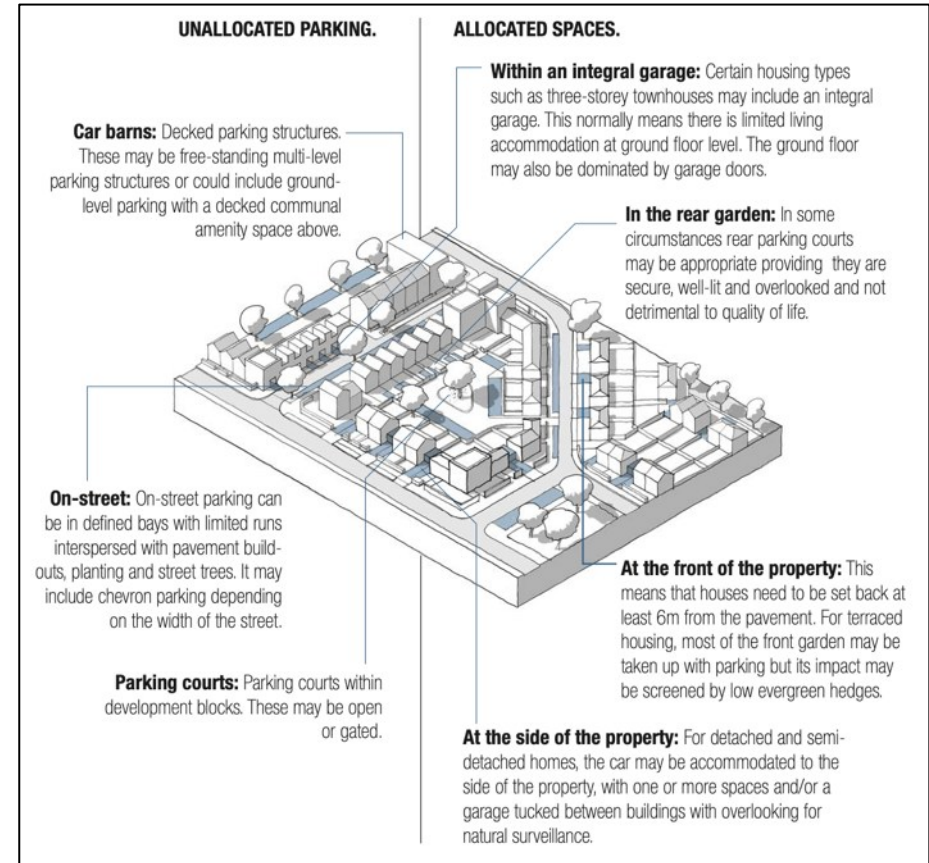 UNALLOCATED PARKING.
Car barns: Decked parking structures.
These may be free-standing multi-level
parking structures or could include ground-
level parking with a decked communal
amenity space above.
On-street: On-street parking can
be in defined bays with limited runs
interspersed with pavement build-
outs, planting and street trees. It may
include chevron parking depending
on the width of the street.
Parking courts: Parking courts within
development blocks. These may be open
or gated.
ALLOCATED SPACES.
Within an integral garage: Certain housing types
such as three-storey townhouses may include an integral
garage. This normally means there is limited living
accommodation at ground floor level. The ground floor
may also be dominated by garage doors.
In the rear garden: In some
circumstances rear parking courts
may be appropriate providing they are
secure, well-lit and overlooked and not
detrimental to quality of life.
At the front of the property: This
means that houses need to be set back at
least 6m from the pavement. For terraced
housing, most of the front garden may be
taken up with parking but its impact may
be screened by low evergreen hedges.
At the side of the property: For detached and semi-
detached homes, the car may be accommodated to the
side of the property, with one or more spaces and/or a
garage tucked between buildings with overlooking for
natural surveillance.